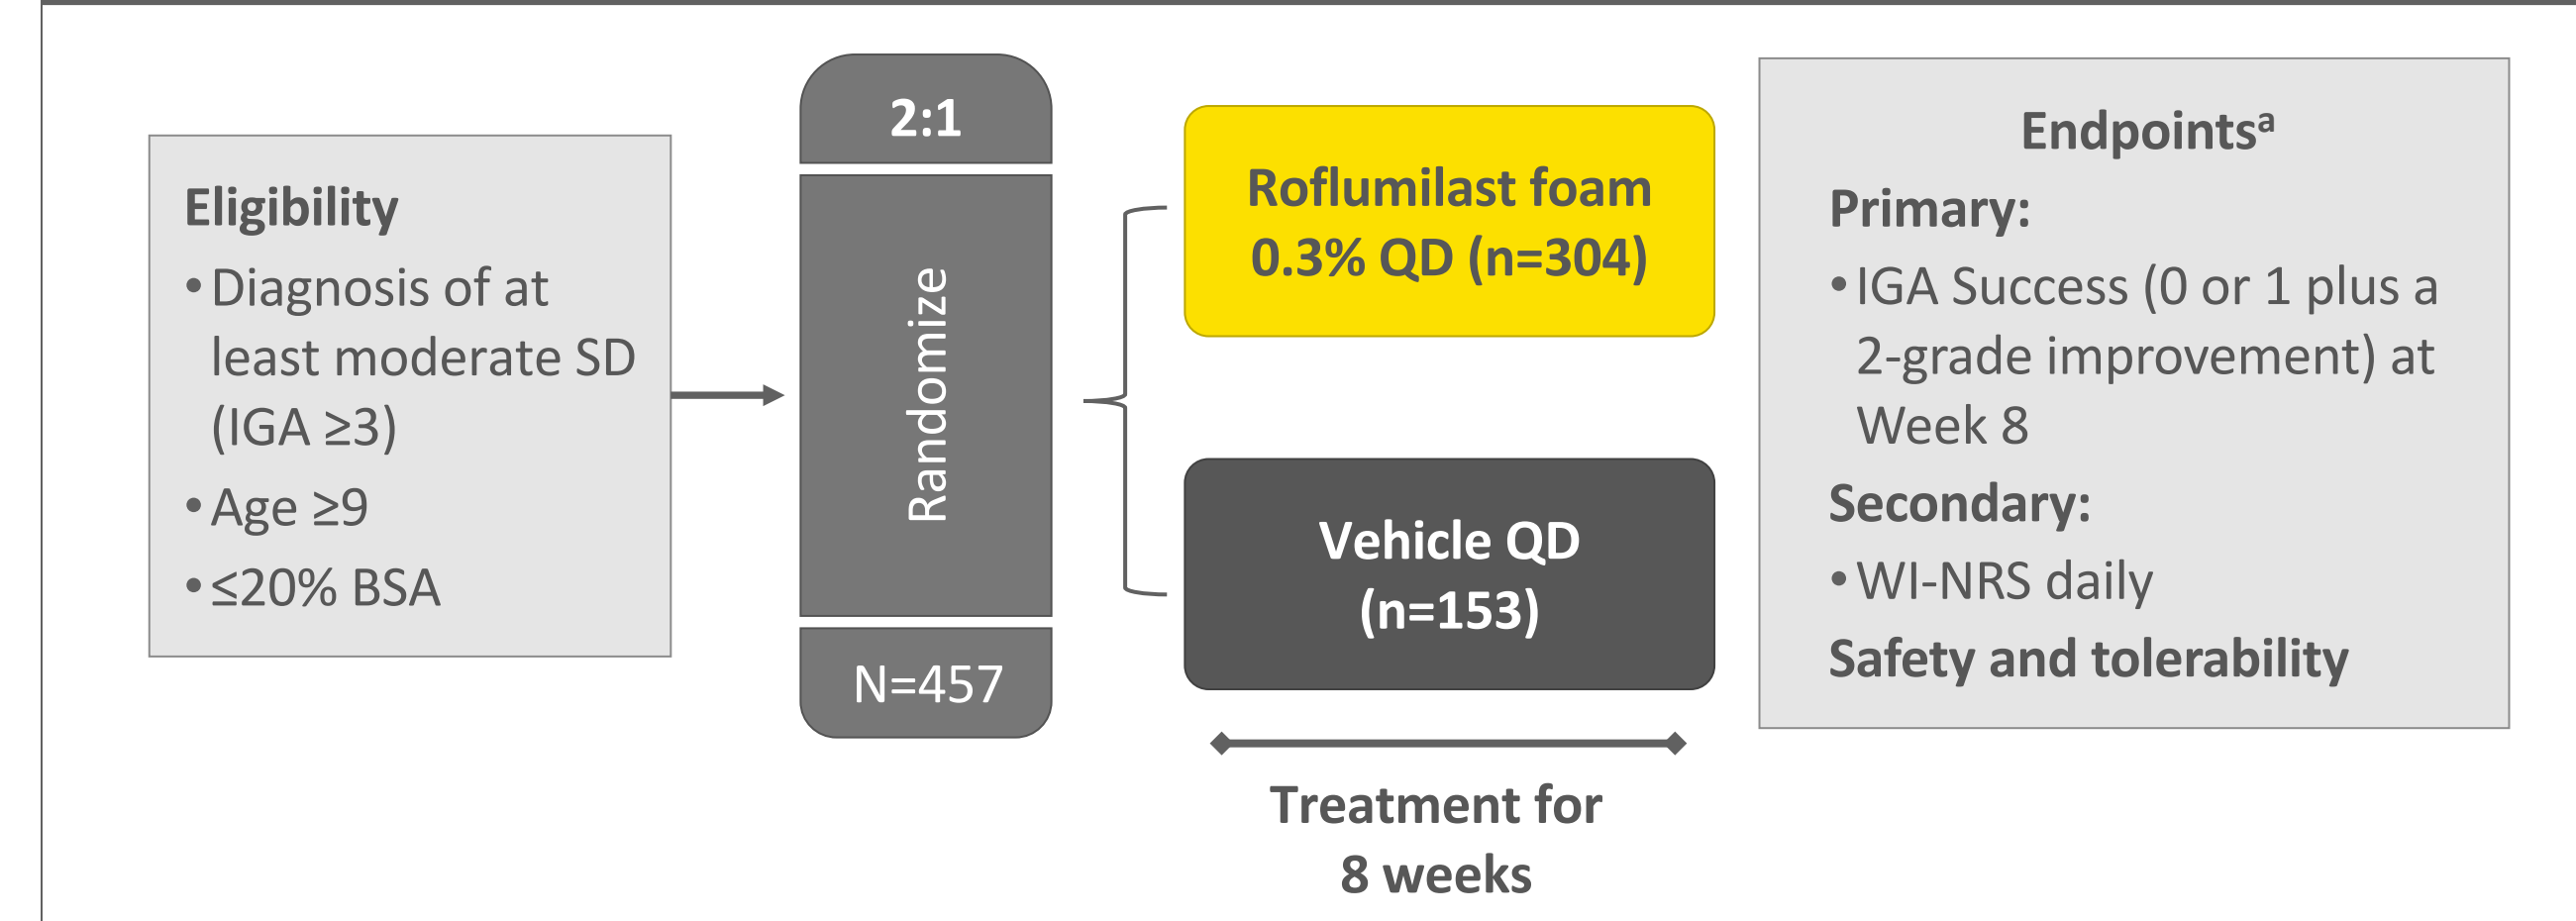 Eligibility
• Diagnosis of at
least moderate SD
(IGA ≥3)
• Age ≥9
• ≤20% BSA
2:1
Randomize
N=457
Roflumilast foam
0.3% QD (n=304)
Vehicle QD
(n=153)
Treatment for
8 weeks
Endpointsᵃ
Primary:
• IGA Success (0 or 1 plus a
2-grade improvement) at
Week 8
Secondary:
• WI-NRS daily
Safety and tolerability